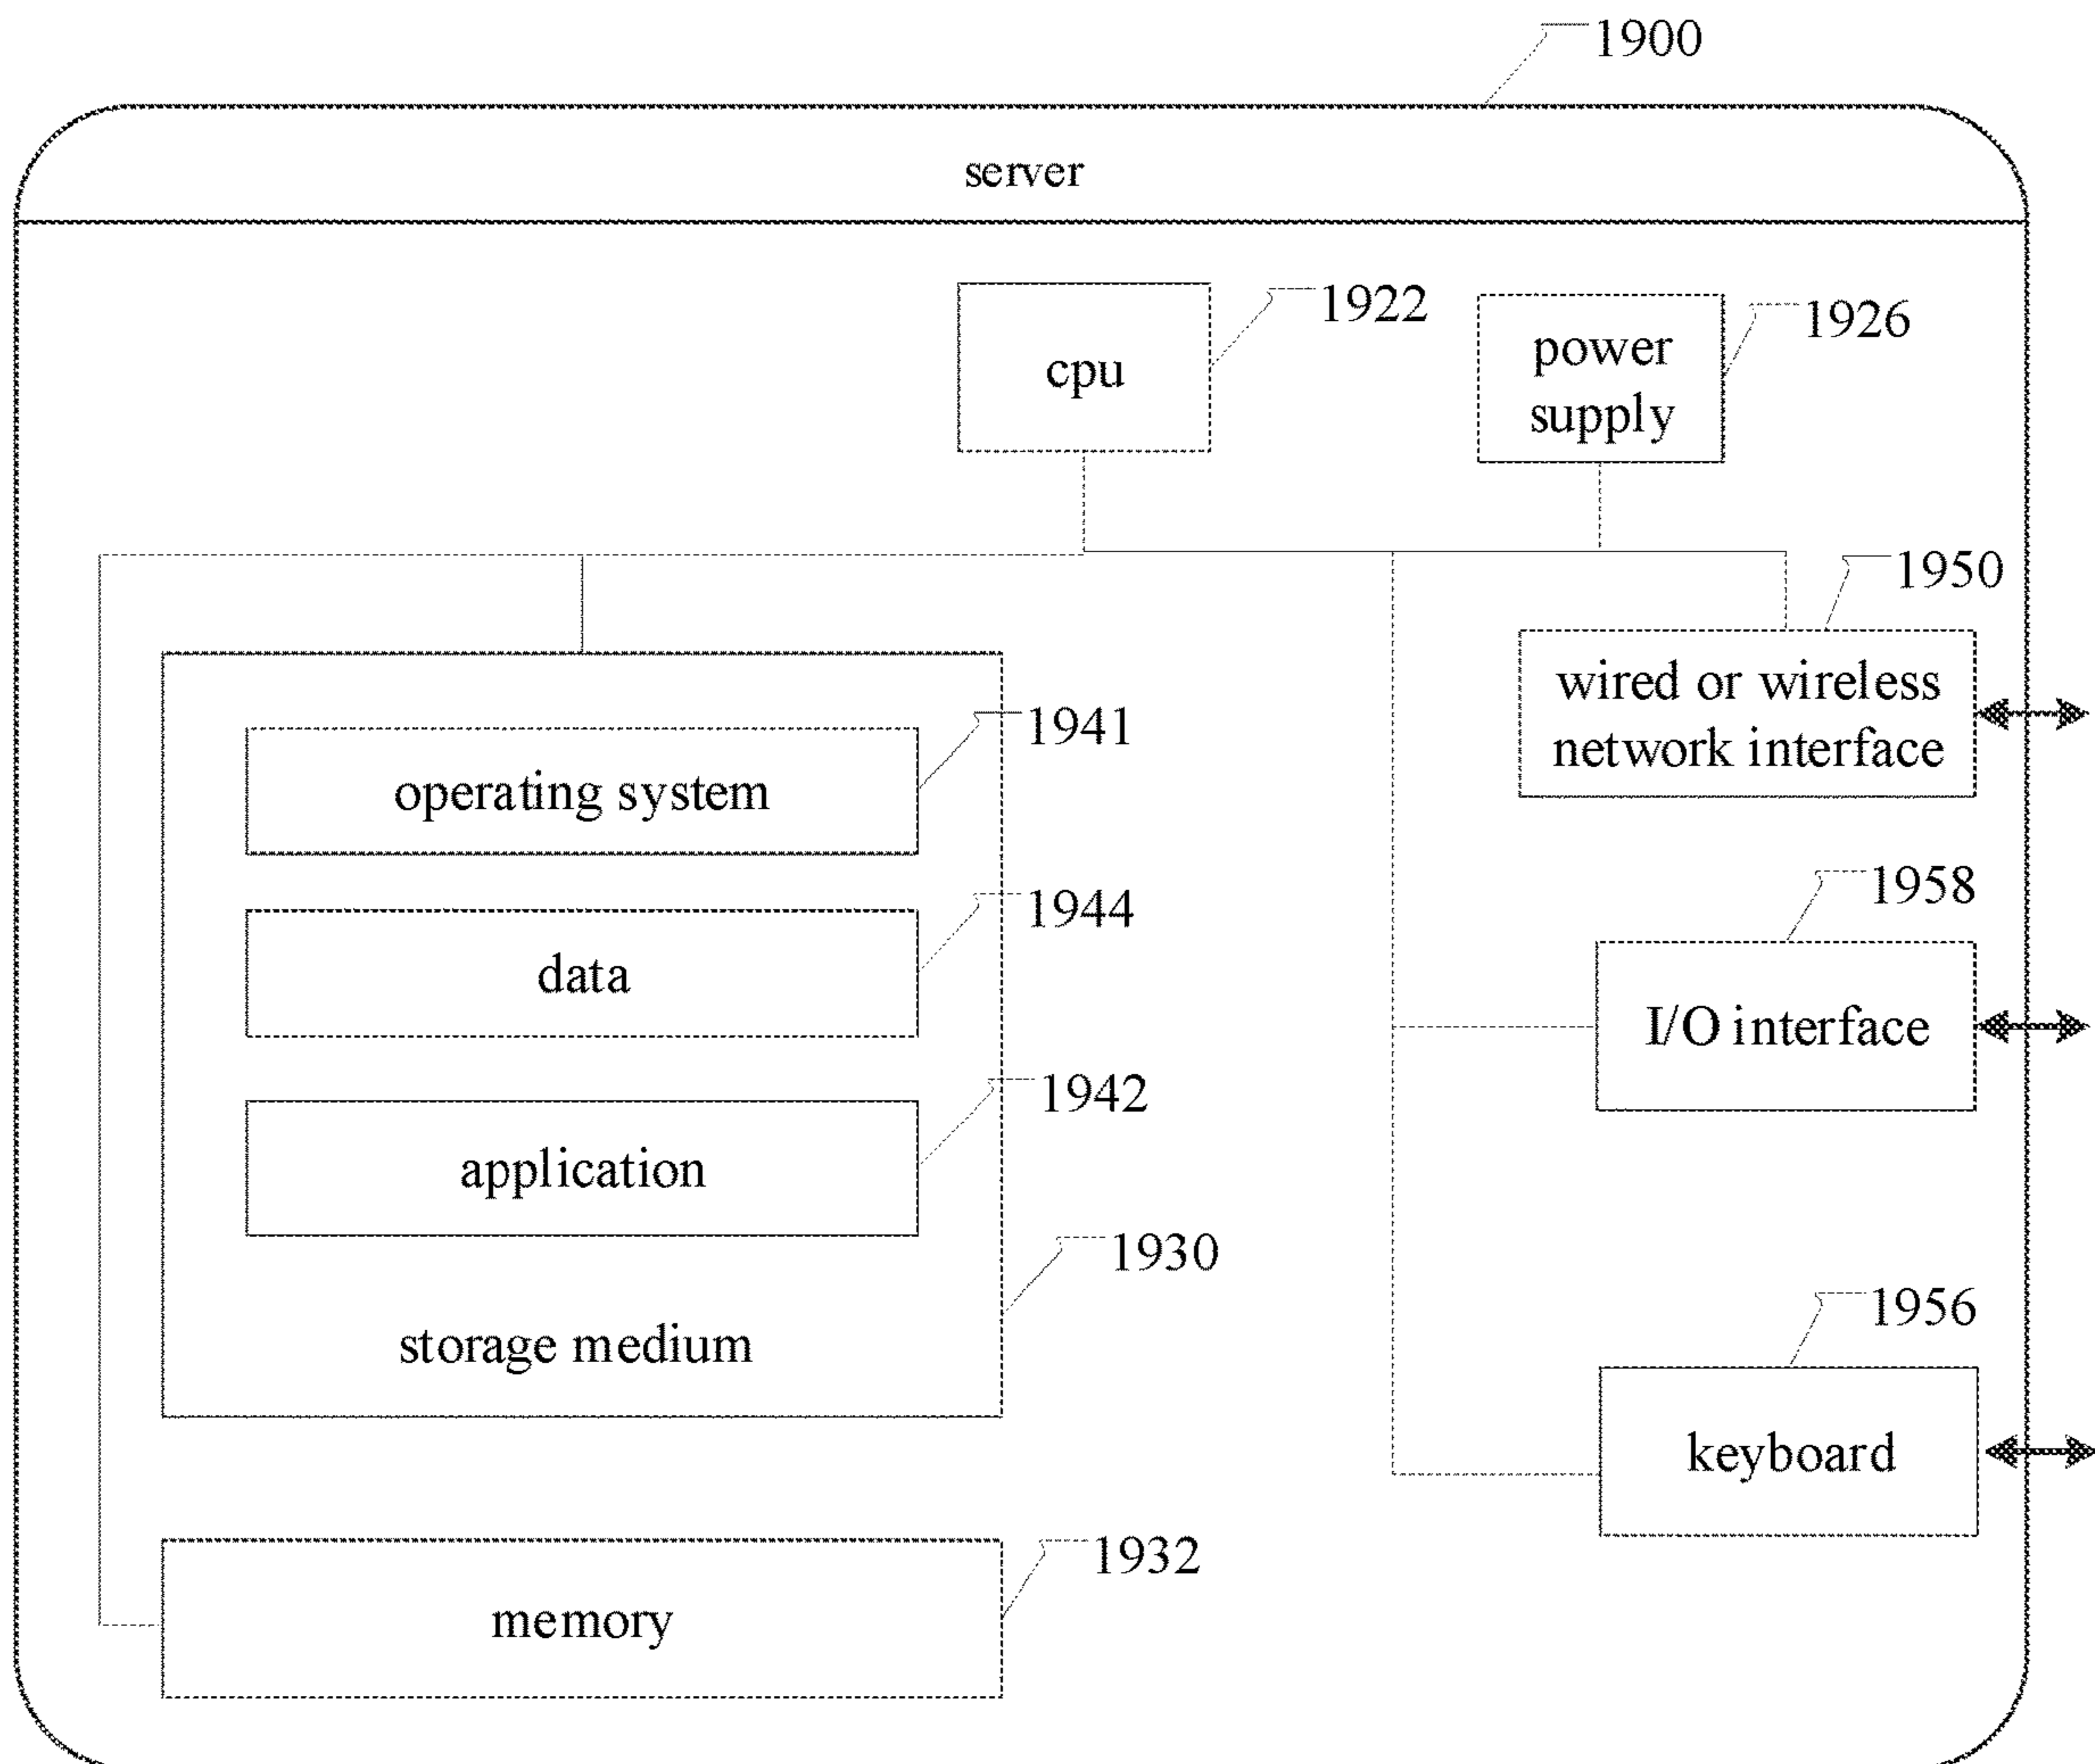 1900
server
cpu
1922
power
supply
1926
1950
wired or wireless
network interface
operating system
1941
data
1944
1958
I/O interface
application
1942
1930
storage medium
1956
keyboard
memory
1932